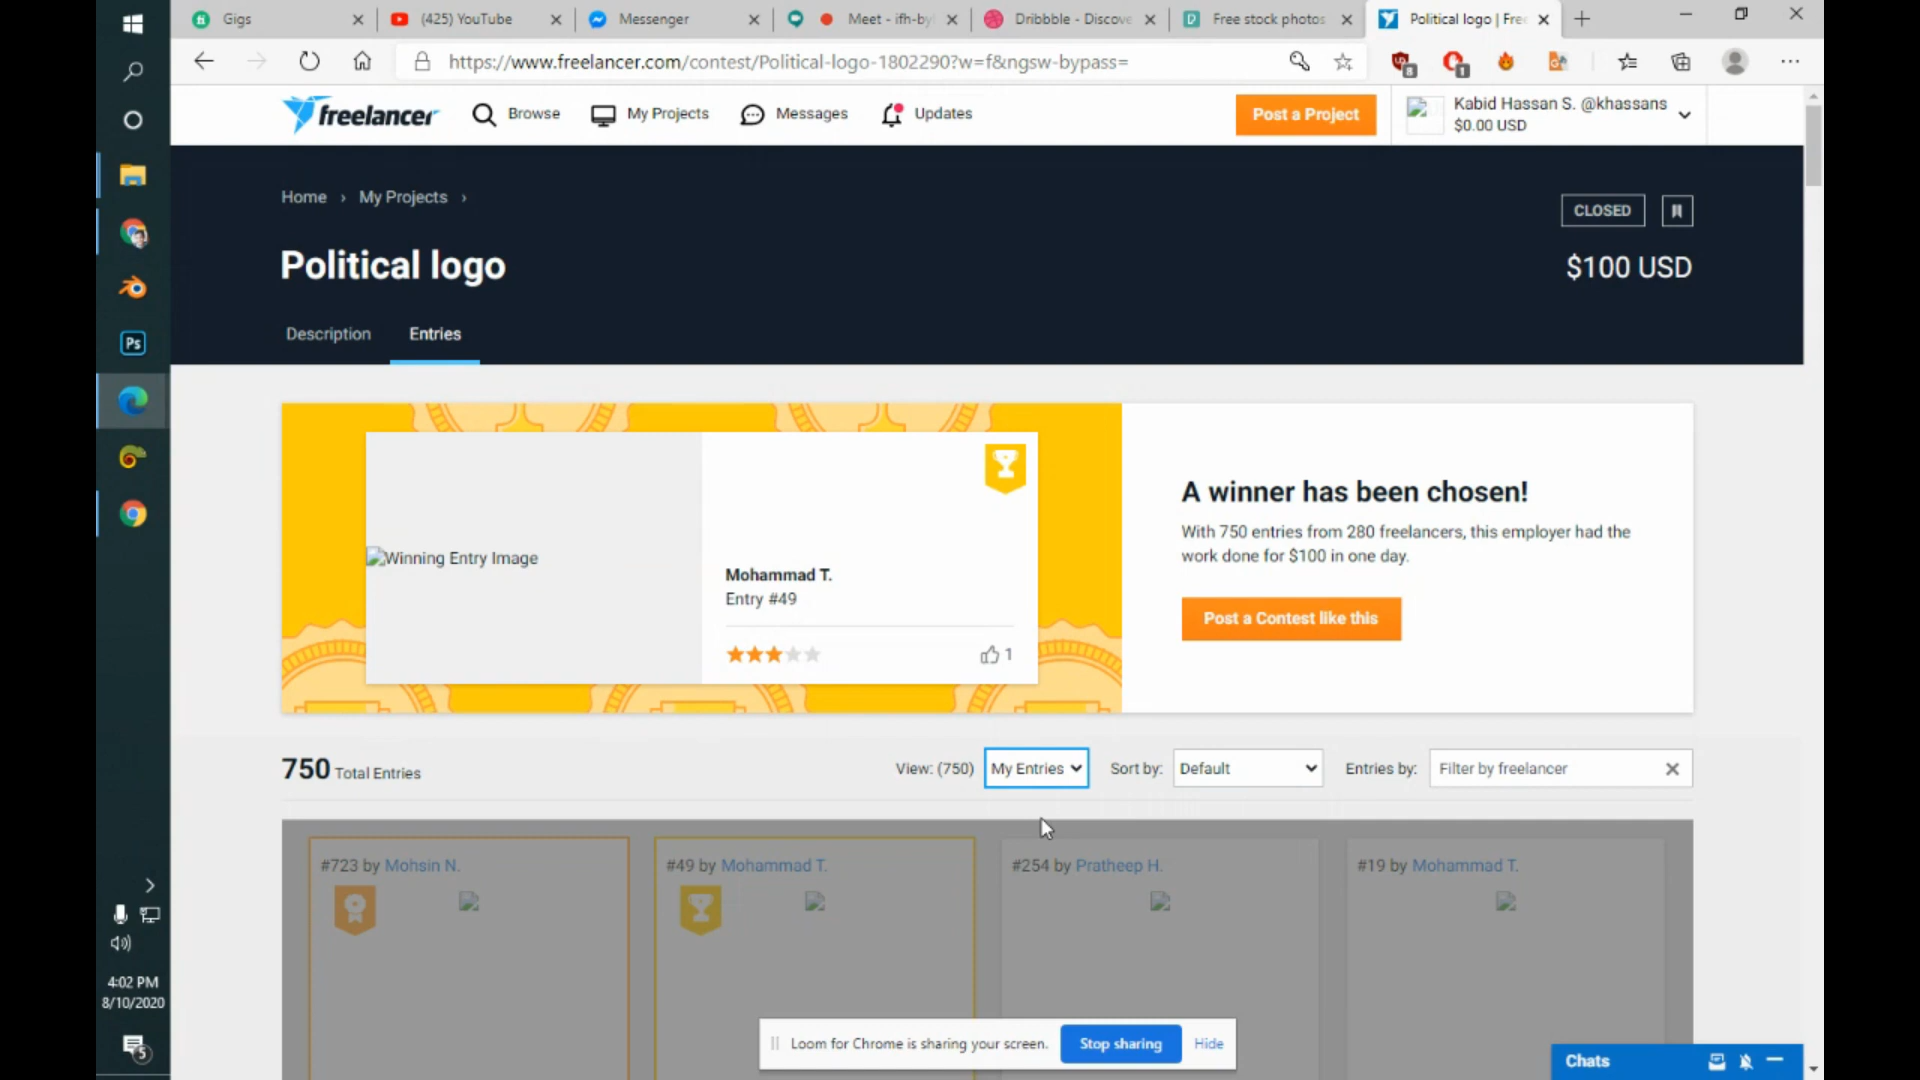 Gigs
(425) YouTube
Messenger
Meet - ifh-by
Dribbble - Discove
Free stock photos
Political logo | Free
https://www.freelancer.com/contest/Political-logo-1802290?w=f&ngsw-bypass=
8
1
freelancer
Browse
My Projects
Messages
Updates
Post a Project
Kabid Hassan S. @khassans
$0.00 USD
Home › My Projects ›
CLOSED
Political logo
$100 USD
Description
Entries
Winning Entry Image
Mohammad T.
Entry #49
1
A winner has been chosen!
With 750 entries from 280 freelancers, this employer had the
work done for $100 in one day.
Post a Contest like this
750 Total Entries
View: (750)
My Entries
Sort by:
Default
Entries by:
Filter by freelancer
#723 by Mohsin N.
#49 by Mohammad T.
#254 by Pratheep H.
#19 by Mohammad T.
Loom for Chrome is sharing your screen.
Stop sharing
Hide
Chats
Ps
4:02 PM
8/10/2020
5